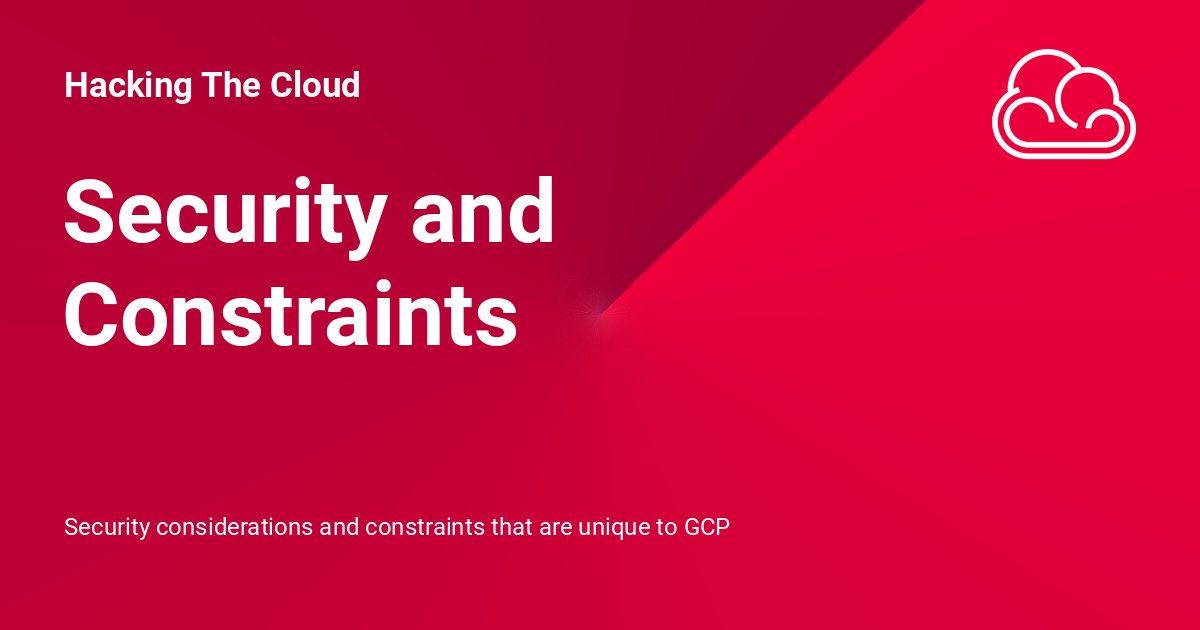 Hacking The Cloud
Security and
Constraints
Security considerations and constraints that are unique to GCP